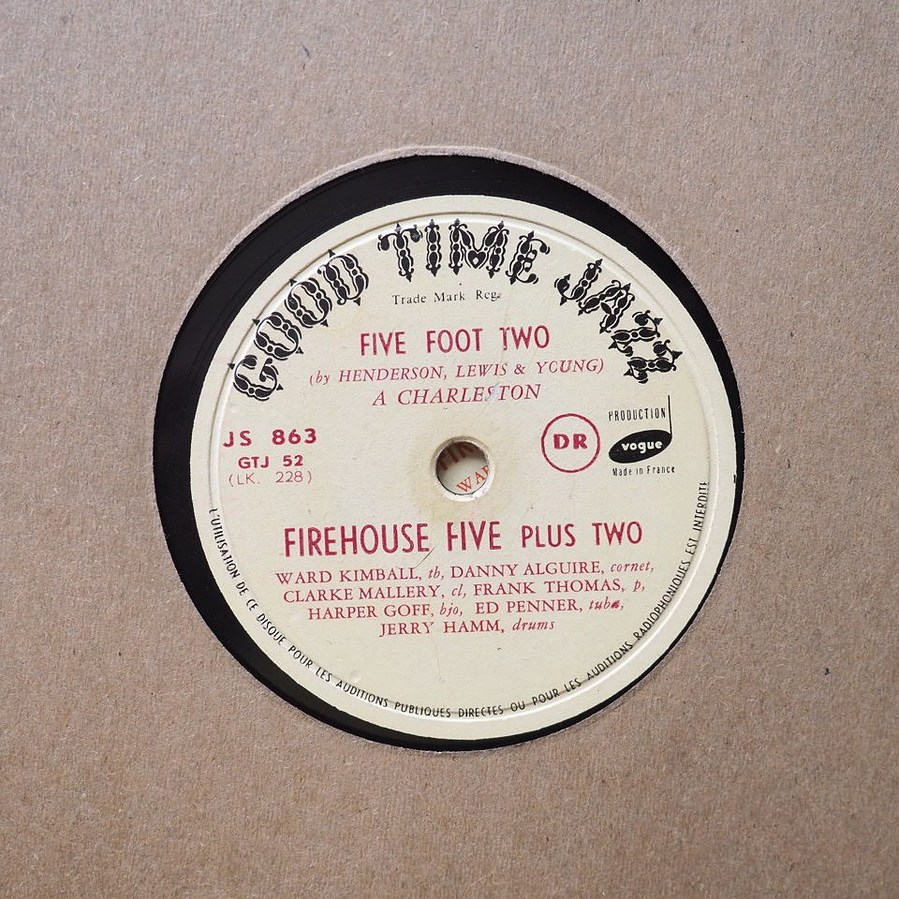 GOOD TIME JAZZ
Trade Mark Reg.
FIVE FOOT TWO
(by HENDERSON, LEWIS & YOUNG)
A CHARLESTON
JS 863
GTJ 52
(LK. 228)
DR
PRODUCTION
vogue
Made in France
FIREHOUSE FIVE PLUS TWO
WARD KIMBALL, tb, DANNY ALGUIRE, cornet,
CLARKE MALLERY, cl, FRANK THOMAS, p,
HARPER GOFF, bjo, ED PENNER, tuba,
JERRY HAMM, drums
L'UTILISATION DE CE DISQUE POUR LES AUDITIONS PUBLIQUES DIRECTES OU POUR LES AUDITIONS RADIOPHONIQUES EST INTERDITE